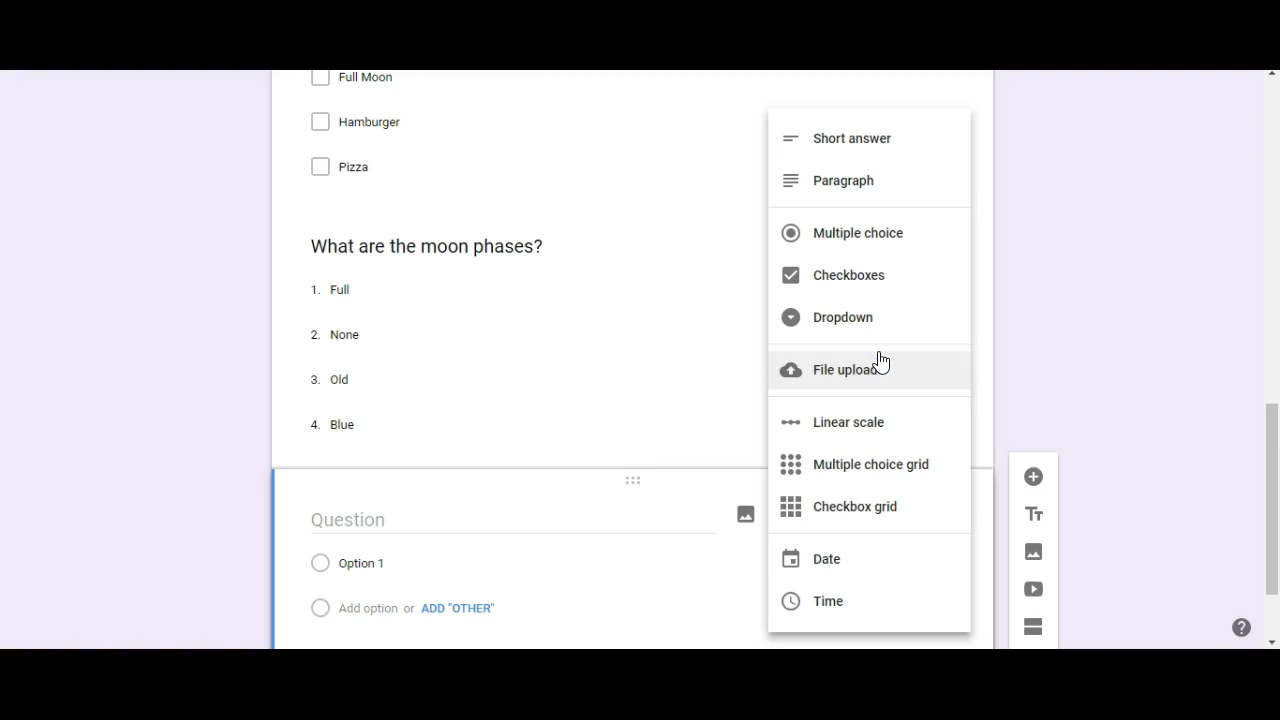 Full Moon
Hamburger
Pizza
What are the moon phases?
1. Full
2. None
3. Old
4. Blue
Question
Option 1
Add option or ADD "OTHER"
Short answer
Paragraph
Multiple choice
Checkboxes
Dropdown
File upload
Linear scale
Multiple choice grid
Checkbox grid
Date
Time
Tт